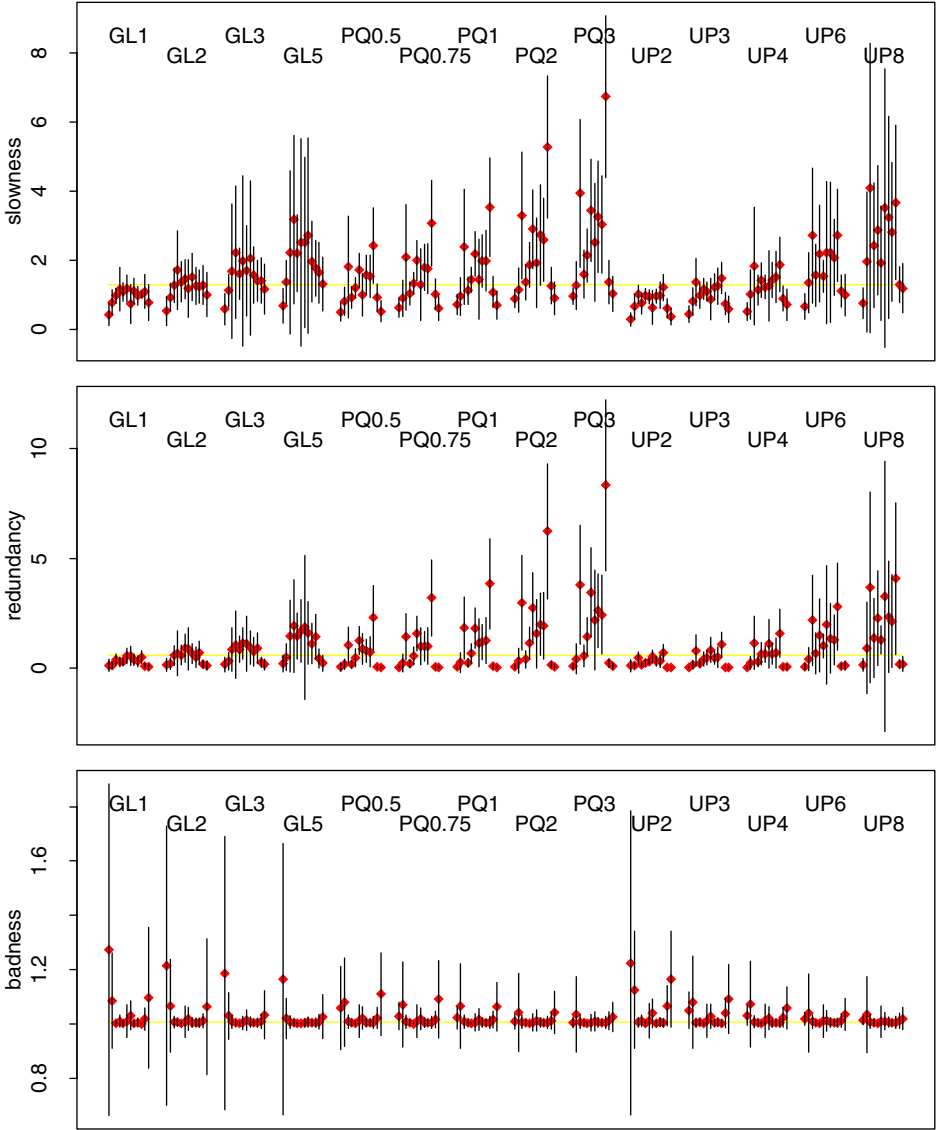 GL1 GL3 PQ0.5 PQ1 PQ3 UP3 UP6
GL2 GL5 PQ0.75 PQ2 UP2 UP4 UP8
slowness
0 2 4 6 8
GL1 GL3 PQ0.5 PQ1 PQ3 UP3 UP6
GL2 GL5 PQ0.75 PQ2 UP2 UP4 UP8
redundancy
0 5 10
GL1 GL3 PQ0.5 PQ1 PQ3 UP3 UP6
GL2 GL5 PQ0.75 PQ2 UP2 UP4 UP8
badness
0.8 1.2 1.6